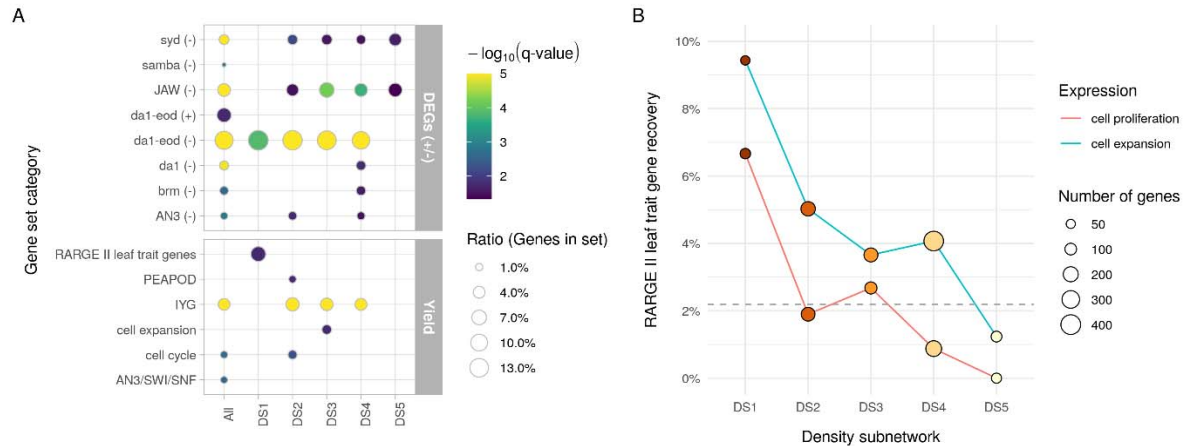 A
Gene set category
syd (-)
samba (-)
JAW (-)
da1-eod (+)
da1-eod (-)
da1 (-)
brm (-)
AN3 (-)
DEGs (+/-)
RARGE II leaf trait genes
PEAPOD
IYG
cell expansion
cell cycle
AN3/SWI/SNF
Yield
All
DS1
DS2
DS3
DS4
DS5
− log10(q-value)
5
4
3
2
Ratio (Genes in set)
1.0%
4.0%
7.0%
10.0%
13.0%
B
RARGE II leaf trait gene recovery
10%
8%
6%
4%
2%
0%
DS1
DS2
DS3
DS4
DS5
Density subnetwork
Expression
cell proliferation
cell expansion
Number of genes
50
100
200
300
400